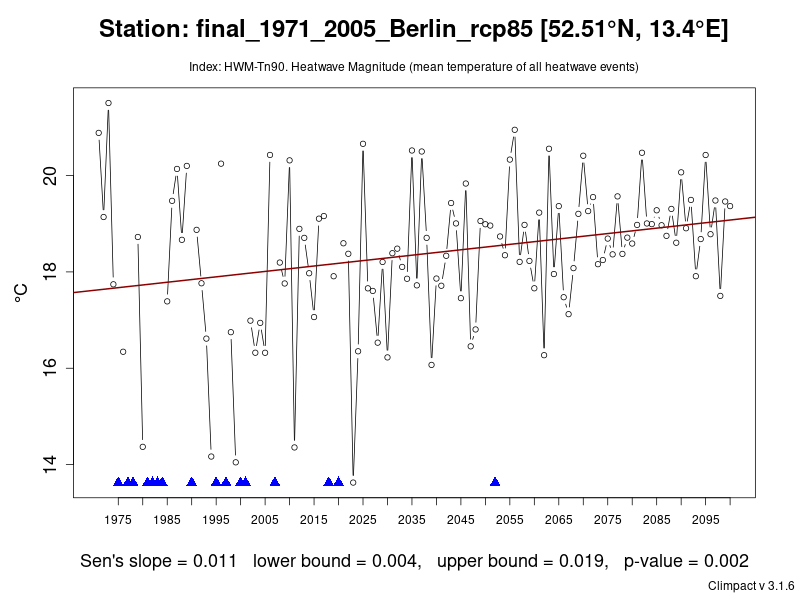 Station: final_1971_2005_Berlin_rcp85 [52.51°N, 13.4°E]
Index: HWM-Tn90. Heatwave Magnitude (mean temperature of all heatwave events)
20
18
16
14
°C
1975 1985 1995 2005 2015 2025 2035 2045 2055 2065 2075 2085 2095
Sen's slope = 0.011 lower bound = 0.004, upper bound = 0.019, p-value = 0.002
Climpact v 3.1.6